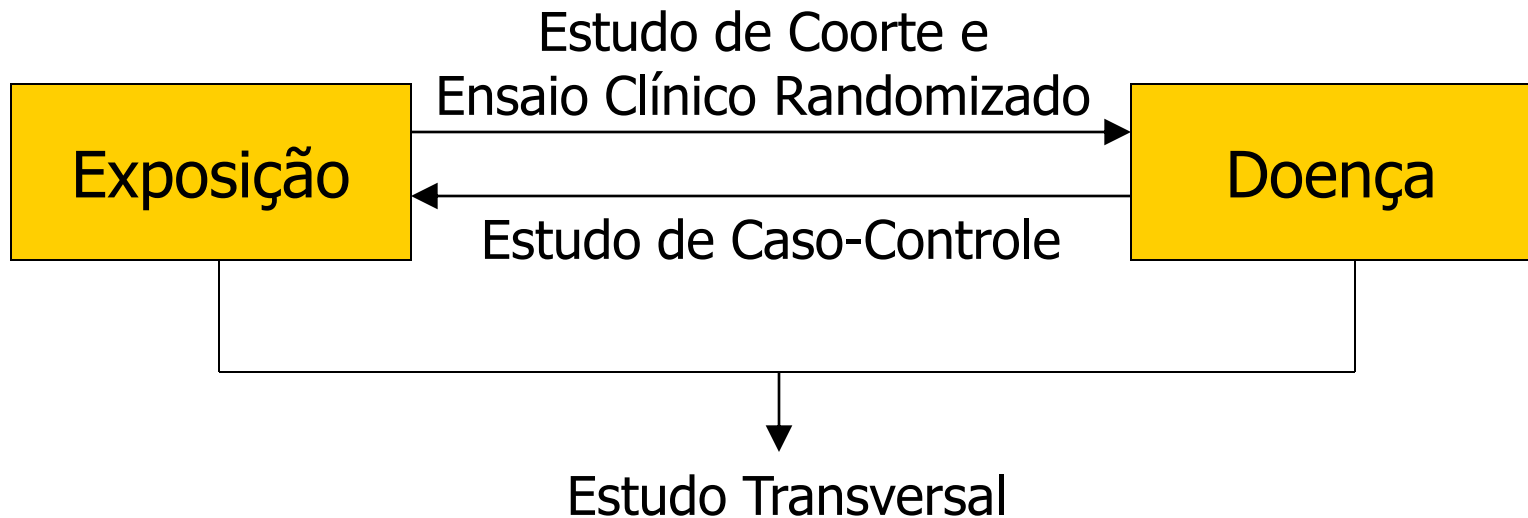 Estudo de Coorte e
Ensaio Clínico Randomizado
Exposição
Doença
Estudo de Caso-Controle
Estudo Transversal